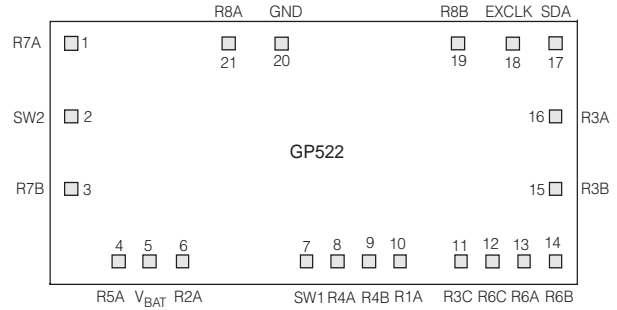 R8A GND R8B EXCLK SDA
R7A 1 21 20 19 18 17
SW2 2 16 R3A
GP522
R7B 3 15 R3B
4 5 6 7 8 9 10 11 12 13 14
R5A VBAT R2A SW1 R4A R4B R1A R3C R6C R6A R6B